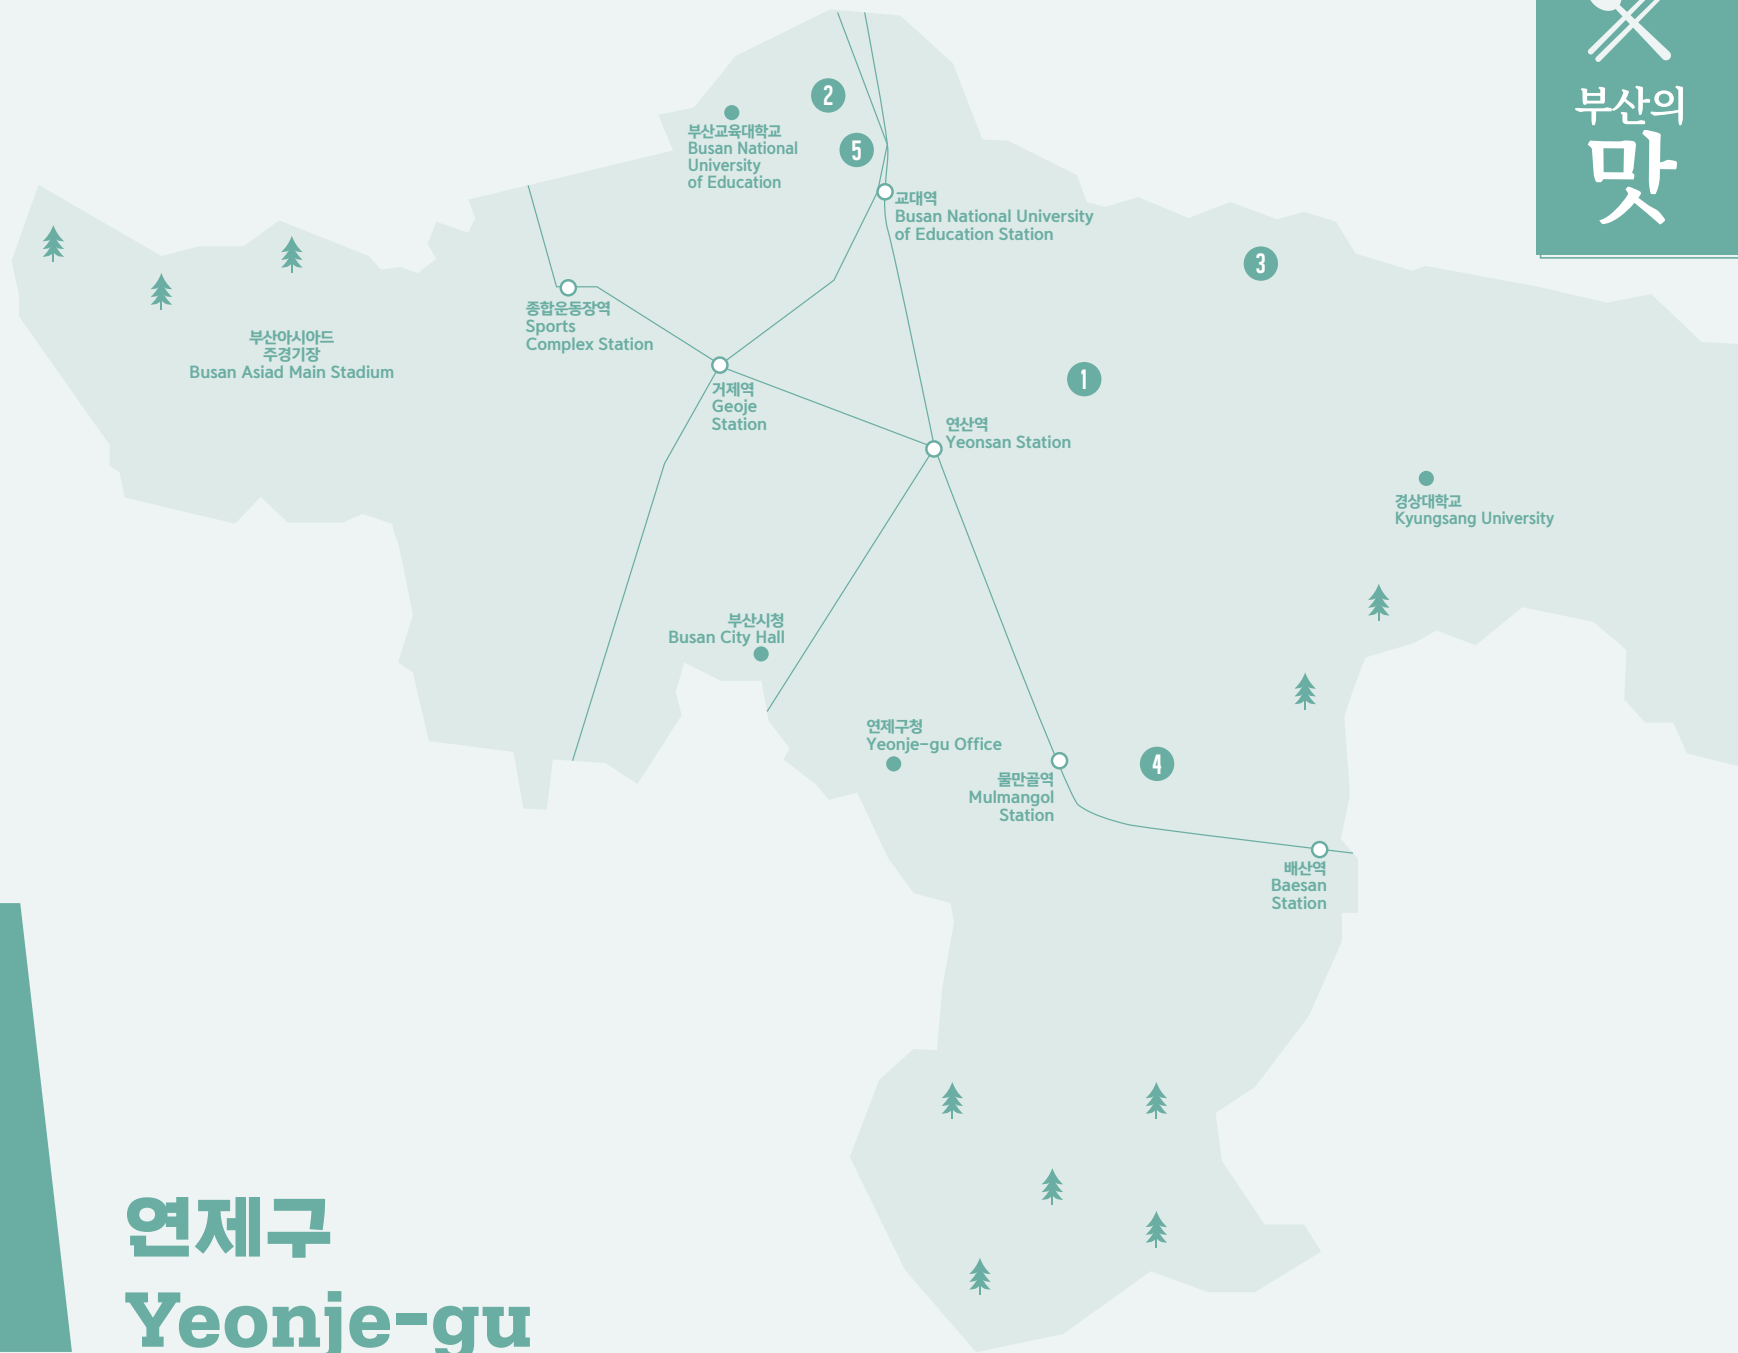 부산의
맛
2
부산교육대학교
Busan National
University
of Education
5
교대역
Busan National University
of Education Station
3
종합운동장역
Sports
Complex Station
부산아시아드
주경기장
Busan Asiad Main Stadium
거제역
Geoje
Station
1
연산역
Yeonsan Station
경상대학교
Kyungsang University
부산시청
Busan City Hall
연제구청
Yeonje-gu Office
물만골역
Mulmangol
Station
4
배산역
Baesan
Station
연제구
Yeonje-gu